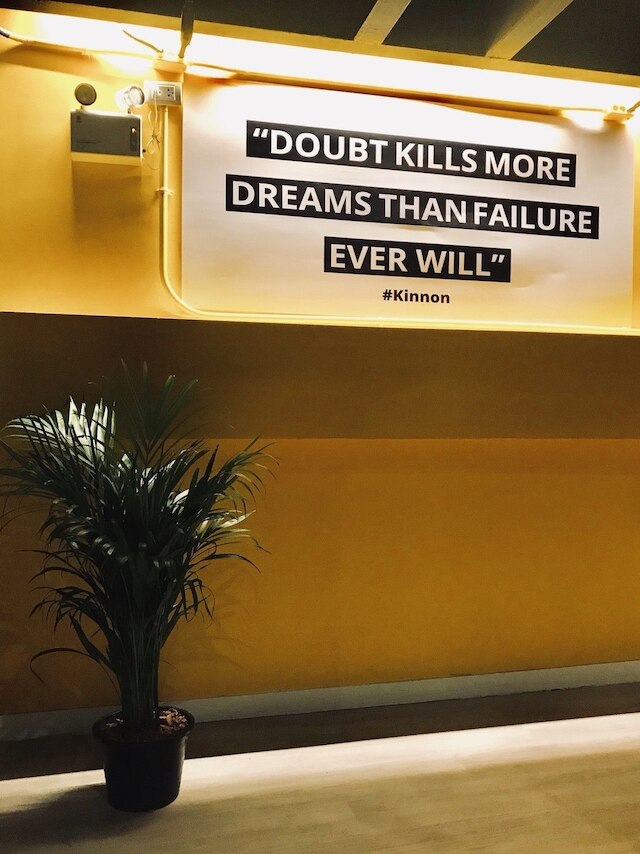 “DOUBT KILLS MORE
DREAMS THAN FAILURE
EVER WILL”
#Kinnon